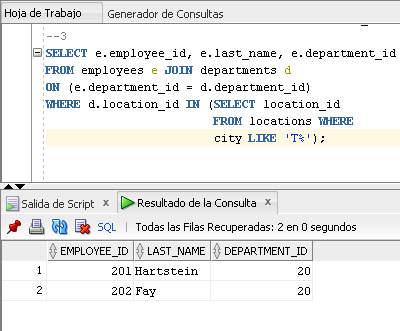 Hoja de Trabajo Generador de Consultas
--3
SELECT e.employee_id, e.last_name, e.department_id
FROM employees e JOIN departments d
ON (e.department_id = d.department_id)
WHERE d.location_id IN (SELECT location_id
FROM locations WHERE
city LIKE 'T%');
Salida de Script x Resultado de la Consulta x
SQL | Todas las Filas Recuperadas: 2 en 0 segundos
EMPLOYEE_ID LAST_NAME DEPARTMENT_ID
1 201 Hartstein 20
2 202 Fay 20